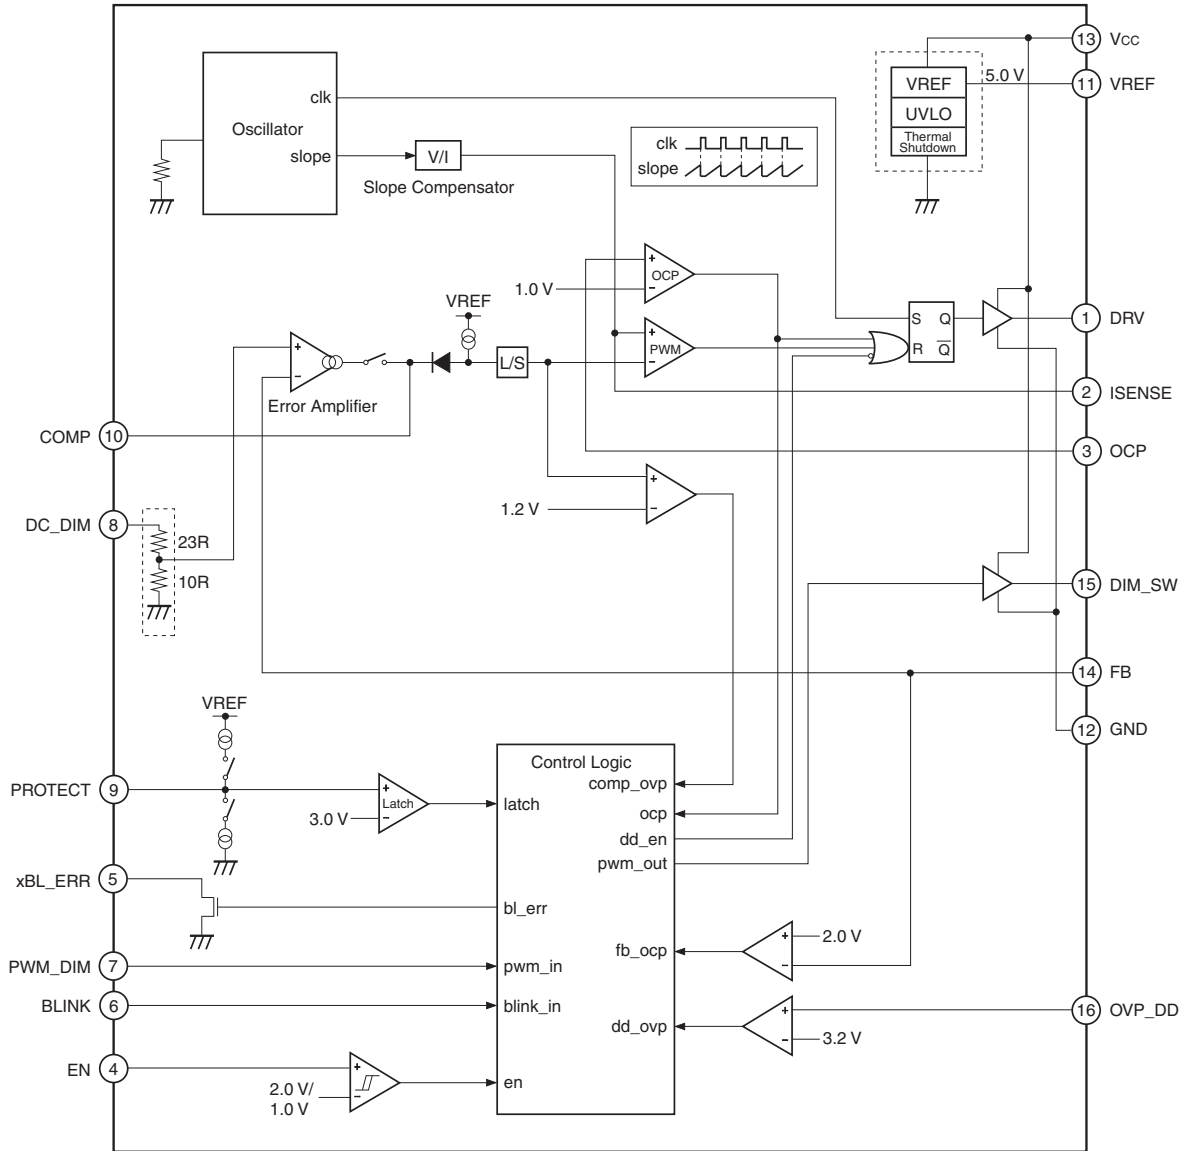 13 VCC
11 VREF
5.0 V
VREF
UVLO
Thermal
Shutdown
Oscillator
clk
slope
V/I
Slope Compensator
clk
slope
+
OCP
-
1.0 V
VREF
+
PWM
-
L/S
S Q
R Q
1 DRV
2 ISENSE
3 OCP
+
-
Error Amplifier
COMP 10
DC_DIM 8
23R
10R
+
-
1.2 V
15 DIM_SW
14 FB
12 GND
VREF
PROTECT 9
+
Latch
-
3.0 V
Control Logic
comp_ovp
latch
ocp
dd_en
pwm_out
xBL_ERR 5
bl_err
fb_ocp
+
-
2.0 V
PWM_DIM 7
pwm_in
BLINK 6
blink_in
dd_ovp
+
-
3.2 V
16 OVP_DD
EN 4
+
-
2.0 V/
1.0 V
en